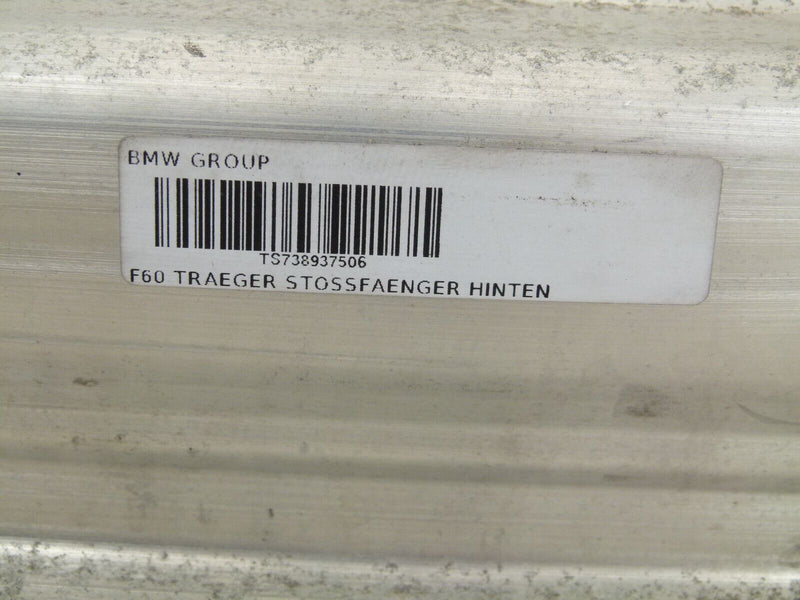 BMW GROUP
TS738937506
F60 TRAEGER STOSSFAENGER HINTEN